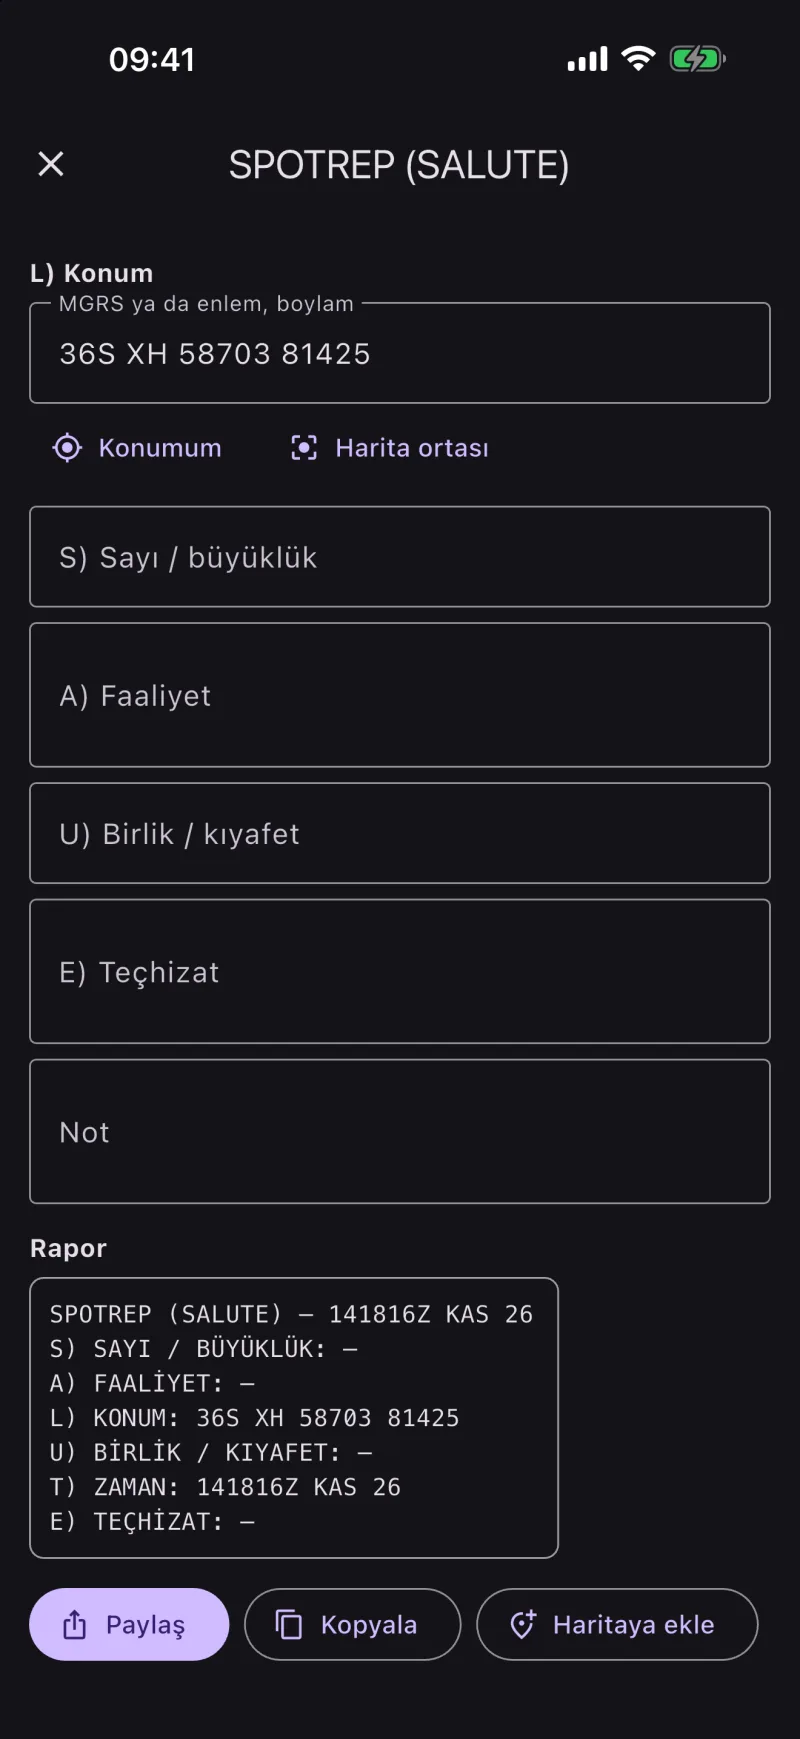 09:41
SPOTREP (SALUTE)
L) Konum
MGRS ya da enlem, boylam
36S XH 58703 81425
Konumum
Harita ortası
S) Sayı / büyüklük
A) Faaliyet
U) Birlik / kıyafet
E) Teçhizat
Not
Rapor
SPOTREP (SALUTE) — 141816Z KAS 26
S) SAYI / BÜYÜKLÜK: —
A) FAALİYET: —
L) KONUM: 36S XH 58703 81425
U) BİRLİK / KIYAFET: —
T) ZAMAN: 141816Z KAS 26
E) TEÇHİZAT: —
Paylaş
Kopyala
Haritaya ekle